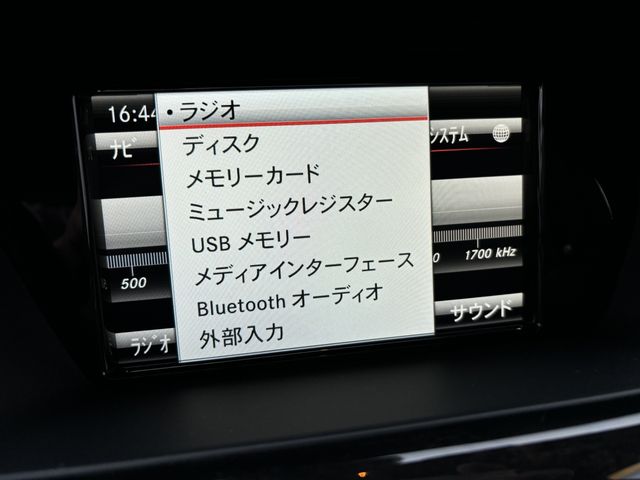 16:44
ナビ
システム
• ラジオ
ディスク
メモリーカード
ミュージックレジスター
USB メモリー
メディアインターフェース
Bluetooth オーディオ
外部入力
500
1700 kHz
ラジオ
サウンド